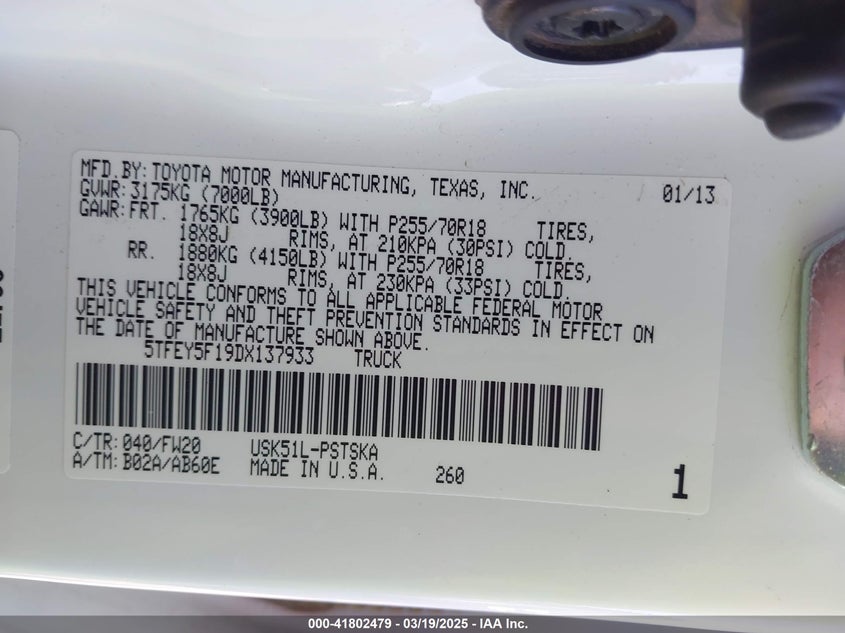 MFD.BY:TOYOTA MOTOR MANUFACTURING, TEXAS, INC. 01/13
GVWR:3175KG (7000LB)
GAWR:FRT. 1765KG (3900LB) WITH P255/70R18 TIRES,
18X8J RIMS, AT 210KPA (30PSI) COLD.
RR. 1880KG (4150LB) WITH P255/70R18 TIRES,
18X8J RIMS, AT 230KPA (33PSI) COLD.
THIS VEHICLE CONFORMS TO ALL APPLICABLE FEDERAL MOTOR
VEHICLE SAFETY AND THEFT PREVENTION STANDARDS IN EFFECT ON
THE DATE OF MANUFACTURE SHOWN ABOVE.
5TFEY5F19DX137933 TRUCK
C/TR:040/FW20 USK51L-PSTSKA
A/TM:B02A/AB60E MADE IN U.S.A. 260 1
000-41802479 - 03/19/2025 - IAA Inc.